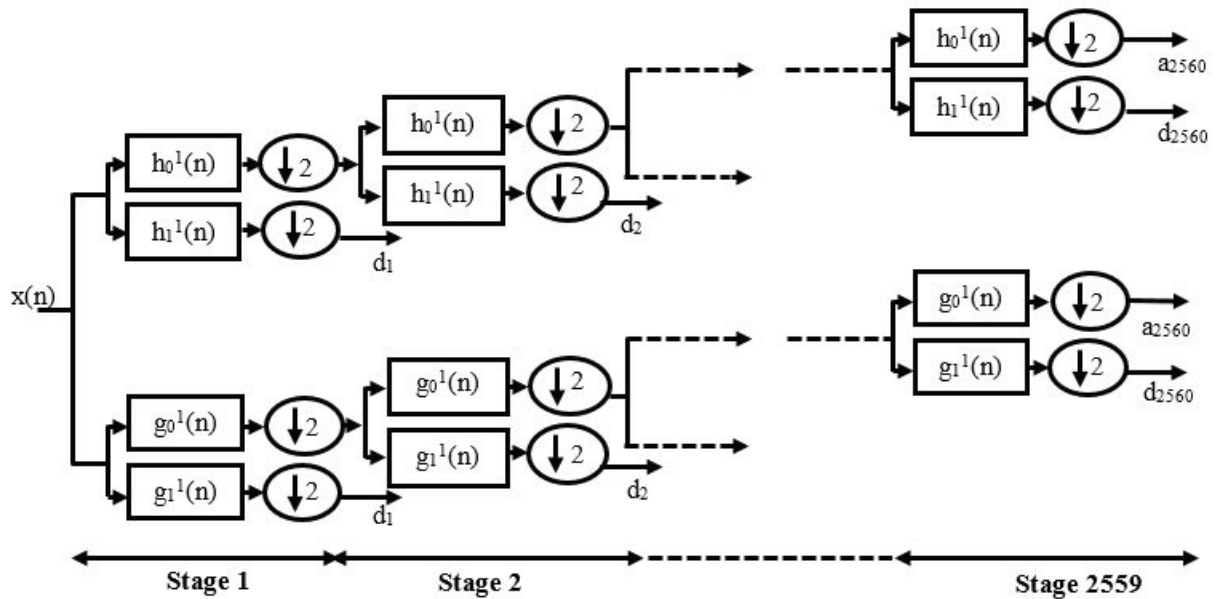 h₀¹(n)
↓2
a₂₅₆₀
h₁¹(n)
↓2
d₂₅₆₀
h₀¹(n)
↓2
h₁¹(n)
↓2
d₂
h₀¹(n)
↓2
h₁¹(n)
↓2
d₁
x(n)
g₀¹(n)
↓2
a₂₅₆₀
g₁¹(n)
↓2
d₂₅₆₀
g₀¹(n)
↓2
g₁¹(n)
↓2
d₂
g₀¹(n)
↓2
g₁¹(n)
↓2
d₁
Stage 1
Stage 2
Stage 2559